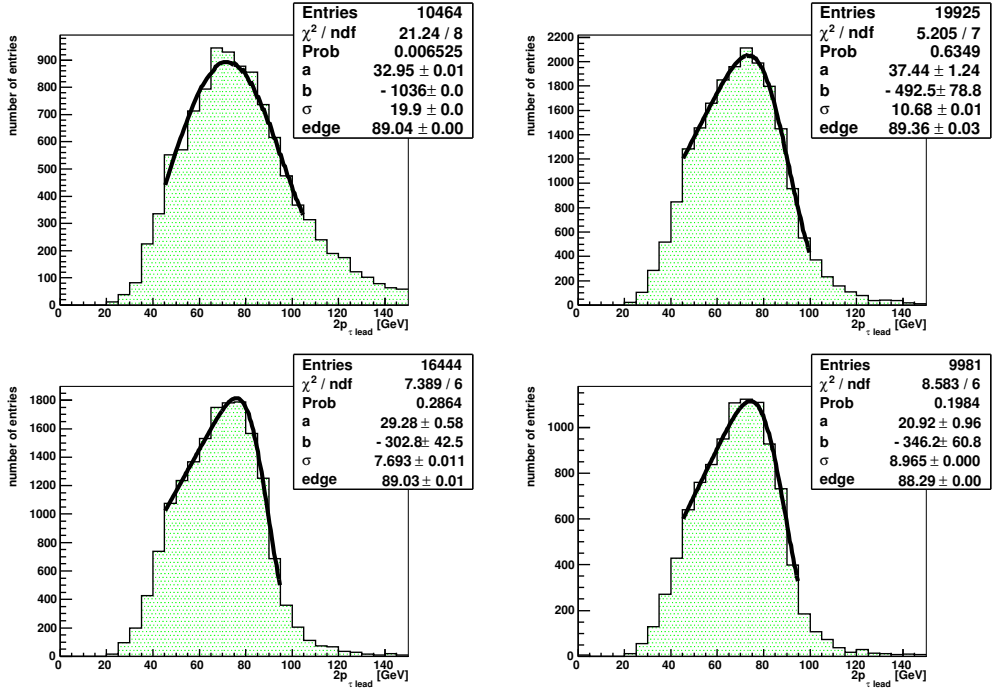 Entries 10464
χ² / ndf 21.24 / 8
Prob 0.006525
a 32.95 ± 0.01
b - 1036 ± 0.0
σ 19.9 ± 0.0
edge 89.04 ± 0.00
number of entries
900
800
700
600
500
400
300
200
100
0
0 20 40 60 80 100 120 140
2p τ lead [GeV]
Entries 19925
χ² / ndf 5.205 / 7
Prob 0.6349
a 37.44 ± 1.24
b - 492.5 ± 78.8
σ 10.68 ± 0.01
edge 89.36 ± 0.03
number of entries
2200
2000
1800
1600
1400
1200
1000
800
600
400
200
0
0 20 40 60 80 100 120 140
2p τ lead [GeV]
Entries 16444
χ² / ndf 7.389 / 6
Prob 0.2864
a 29.28 ± 0.58
b - 302.8 ± 42.5
σ 7.693 ± 0.011
edge 89.03 ± 0.01
number of entries
1800
1600
1400
1200
1000
800
600
400
200
0
0 20 40 60 80 100 120 140
2p τ lead [GeV]
Entries 9981
χ² / ndf 8.583 / 6
Prob 0.1984
a 20.92 ± 0.96
b - 346.2 ± 60.8
σ 8.965 ± 0.000
edge 88.29 ± 0.00
number of entries
1000
800
600
400
200
0
0 20 40 60 80 100 120 140
2p τ lead [GeV]